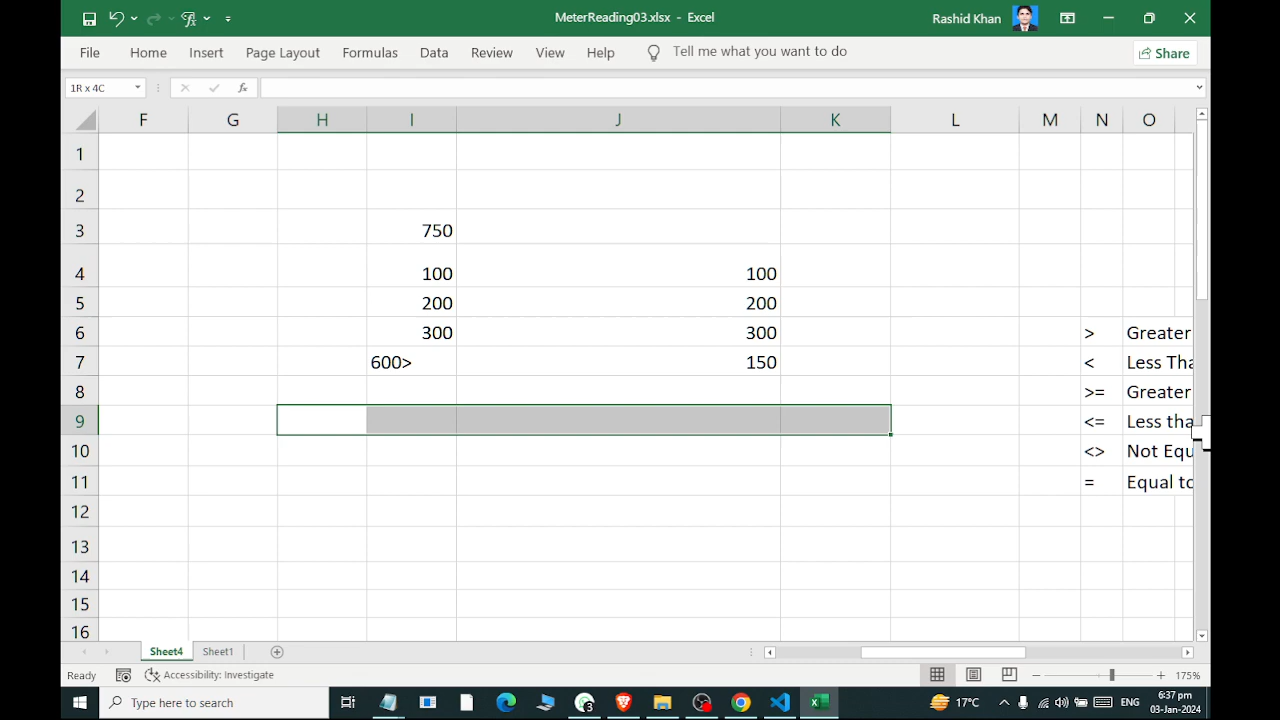 MeterReading03.xlsx - Excel
Rashid Khan
File Home Insert Page Layout Formulas Data Review View Help Tell me what you want to do Share
1R x 4C fx
F G H I J K L M N O
1
2
3 750
4 100 100
5 200 200
6 300 300 > Greater
7 600> 150 < Less Tha
8 >= Greater
9 <= Less tha
10 <> Not Equ
11 = Equal to
12
13
14
15
16
Sheet4 Sheet1
Ready Accessibility: Investigate 175%
Type here to search 17°C ENG 6:37 pm
03-Jan-2024